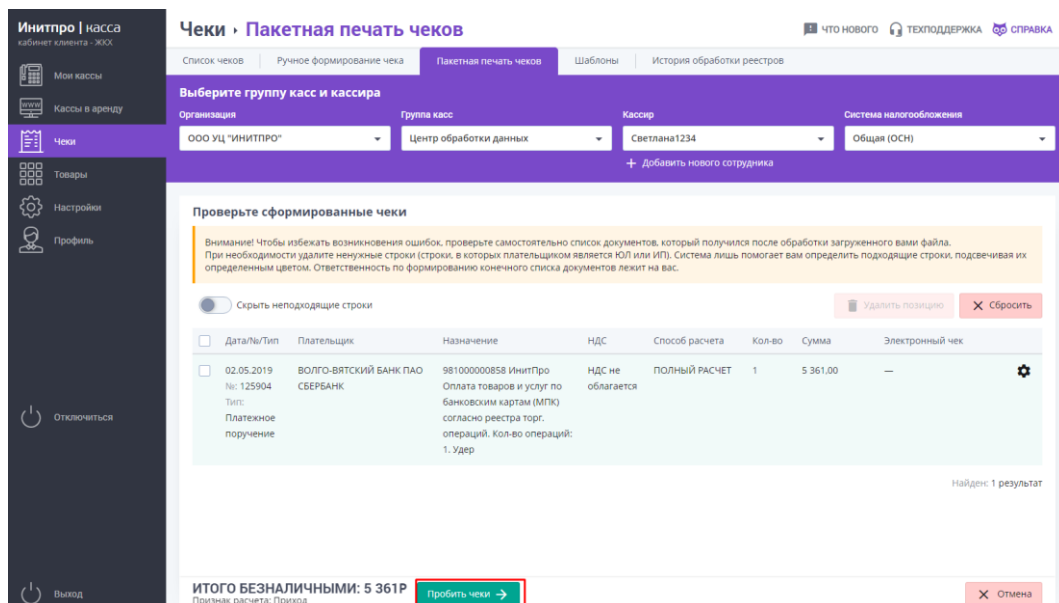 Инитпро | касса
кабинет клиента - ЖКХ
Мои кассы
WWW
Кассы в аренду
Чеки
Товары
Настройки
Профиль
Отключиться
Выход
Чеки › Пакетная печать чеков
ЧТО НОВОГО ТЕХПОДДЕРЖКА СПРАВКА
Список чеков Ручное формирование чека Пакетная печать чеков Шаблоны История обработки реестров
Выберите группу касс и кассира
Организация Группа касс Кассир Система налогообложения
ООО УЦ "ИНИТПРО" Центр обработки данных Светлана1234 Общая (ОСН)
+ Добавить нового сотрудника
Проверьте сформированные чеки
Внимание! Чтобы избежать возникновения ошибок, проверьте самостоятельно список документов, который получился после обработки загруженного вами файла.
При необходимости удалите ненужные строки (строки, в которых плательщиком является ЮЛ или ИП). Система лишь помогает вам определить подходящие строки, подсвечивая их
определенным цветом. Ответственность по формированию конечного списка документов лежит на вас.
Скрыть неподходящие строки Удалить позицию Сбросить
Дата/№/Тип Плательщик Назначение НДС Способ расчета Кол-во Сумма Электронный чек
02.05.2019 ВОЛГО-ВЯТСКИЙ БАНК ПАО 981000000858 ИнитПро НДС не ПОЛНЫЙ РАСЧЕТ 1 5 361,00 —
№: 125904 СБЕРБАНК Оплата товаров и услуг по облагается
Тип: банковским картам (МПК)
Платежное согласно реестра торг.
поручение операций. Кол-во операций:
1. Удер
Найден: 1 результат
ИТОГО БЕЗНАЛИЧНЫМИ: 5 361₽ Пробить чеки → Отмена
Признак расчета: Приход